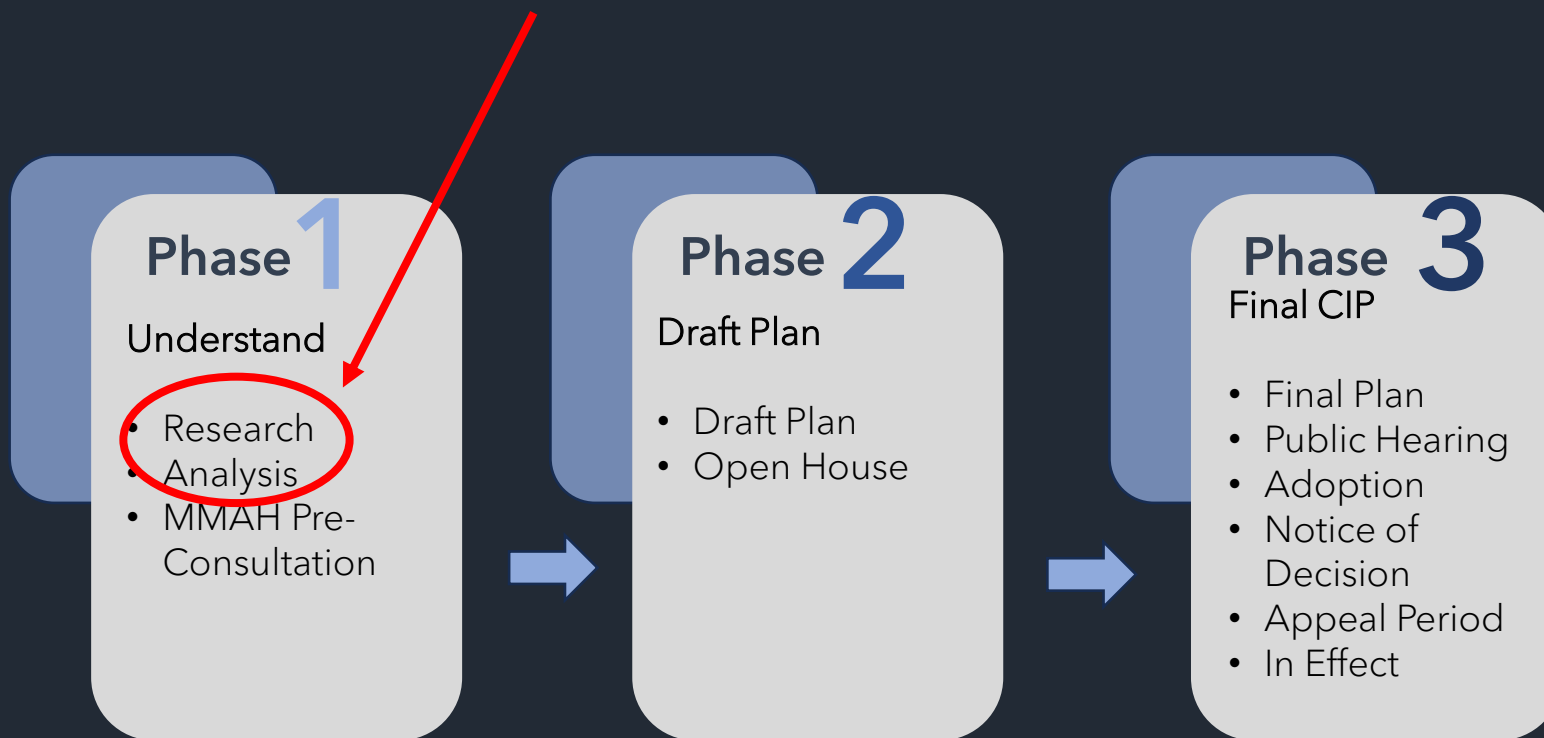 Phase 1
Understand
• Research
• Analysis
• MMAH Pre-
Consultation
Phase 2
Draft Plan
• Draft Plan
• Open House
Phase 3
Final CIP
• Final Plan
• Public Hearing
• Adoption
• Notice of
Decision
• Appeal Period
• In Effect